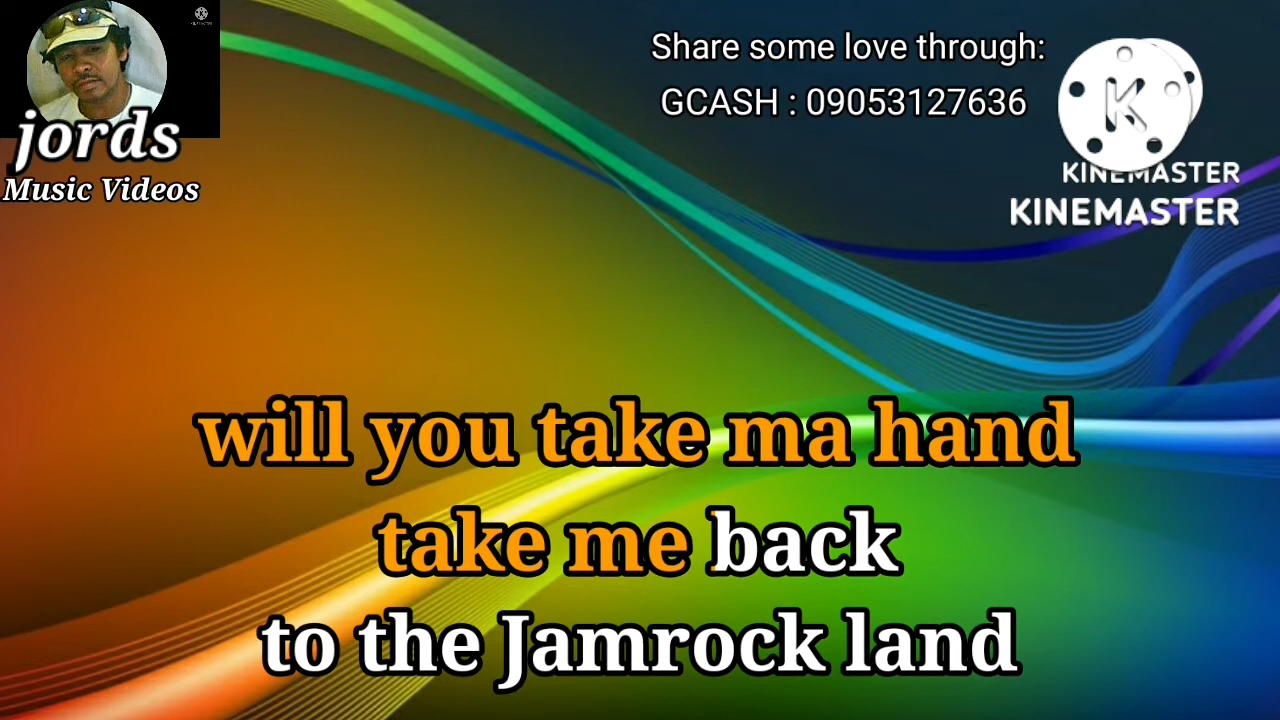 jords
Music Videos
Share some love through:
GCASH : 09053127636
K
KINEMASTER
KINEMASTER
will you take ma hand
take me back
to the Jamrock land